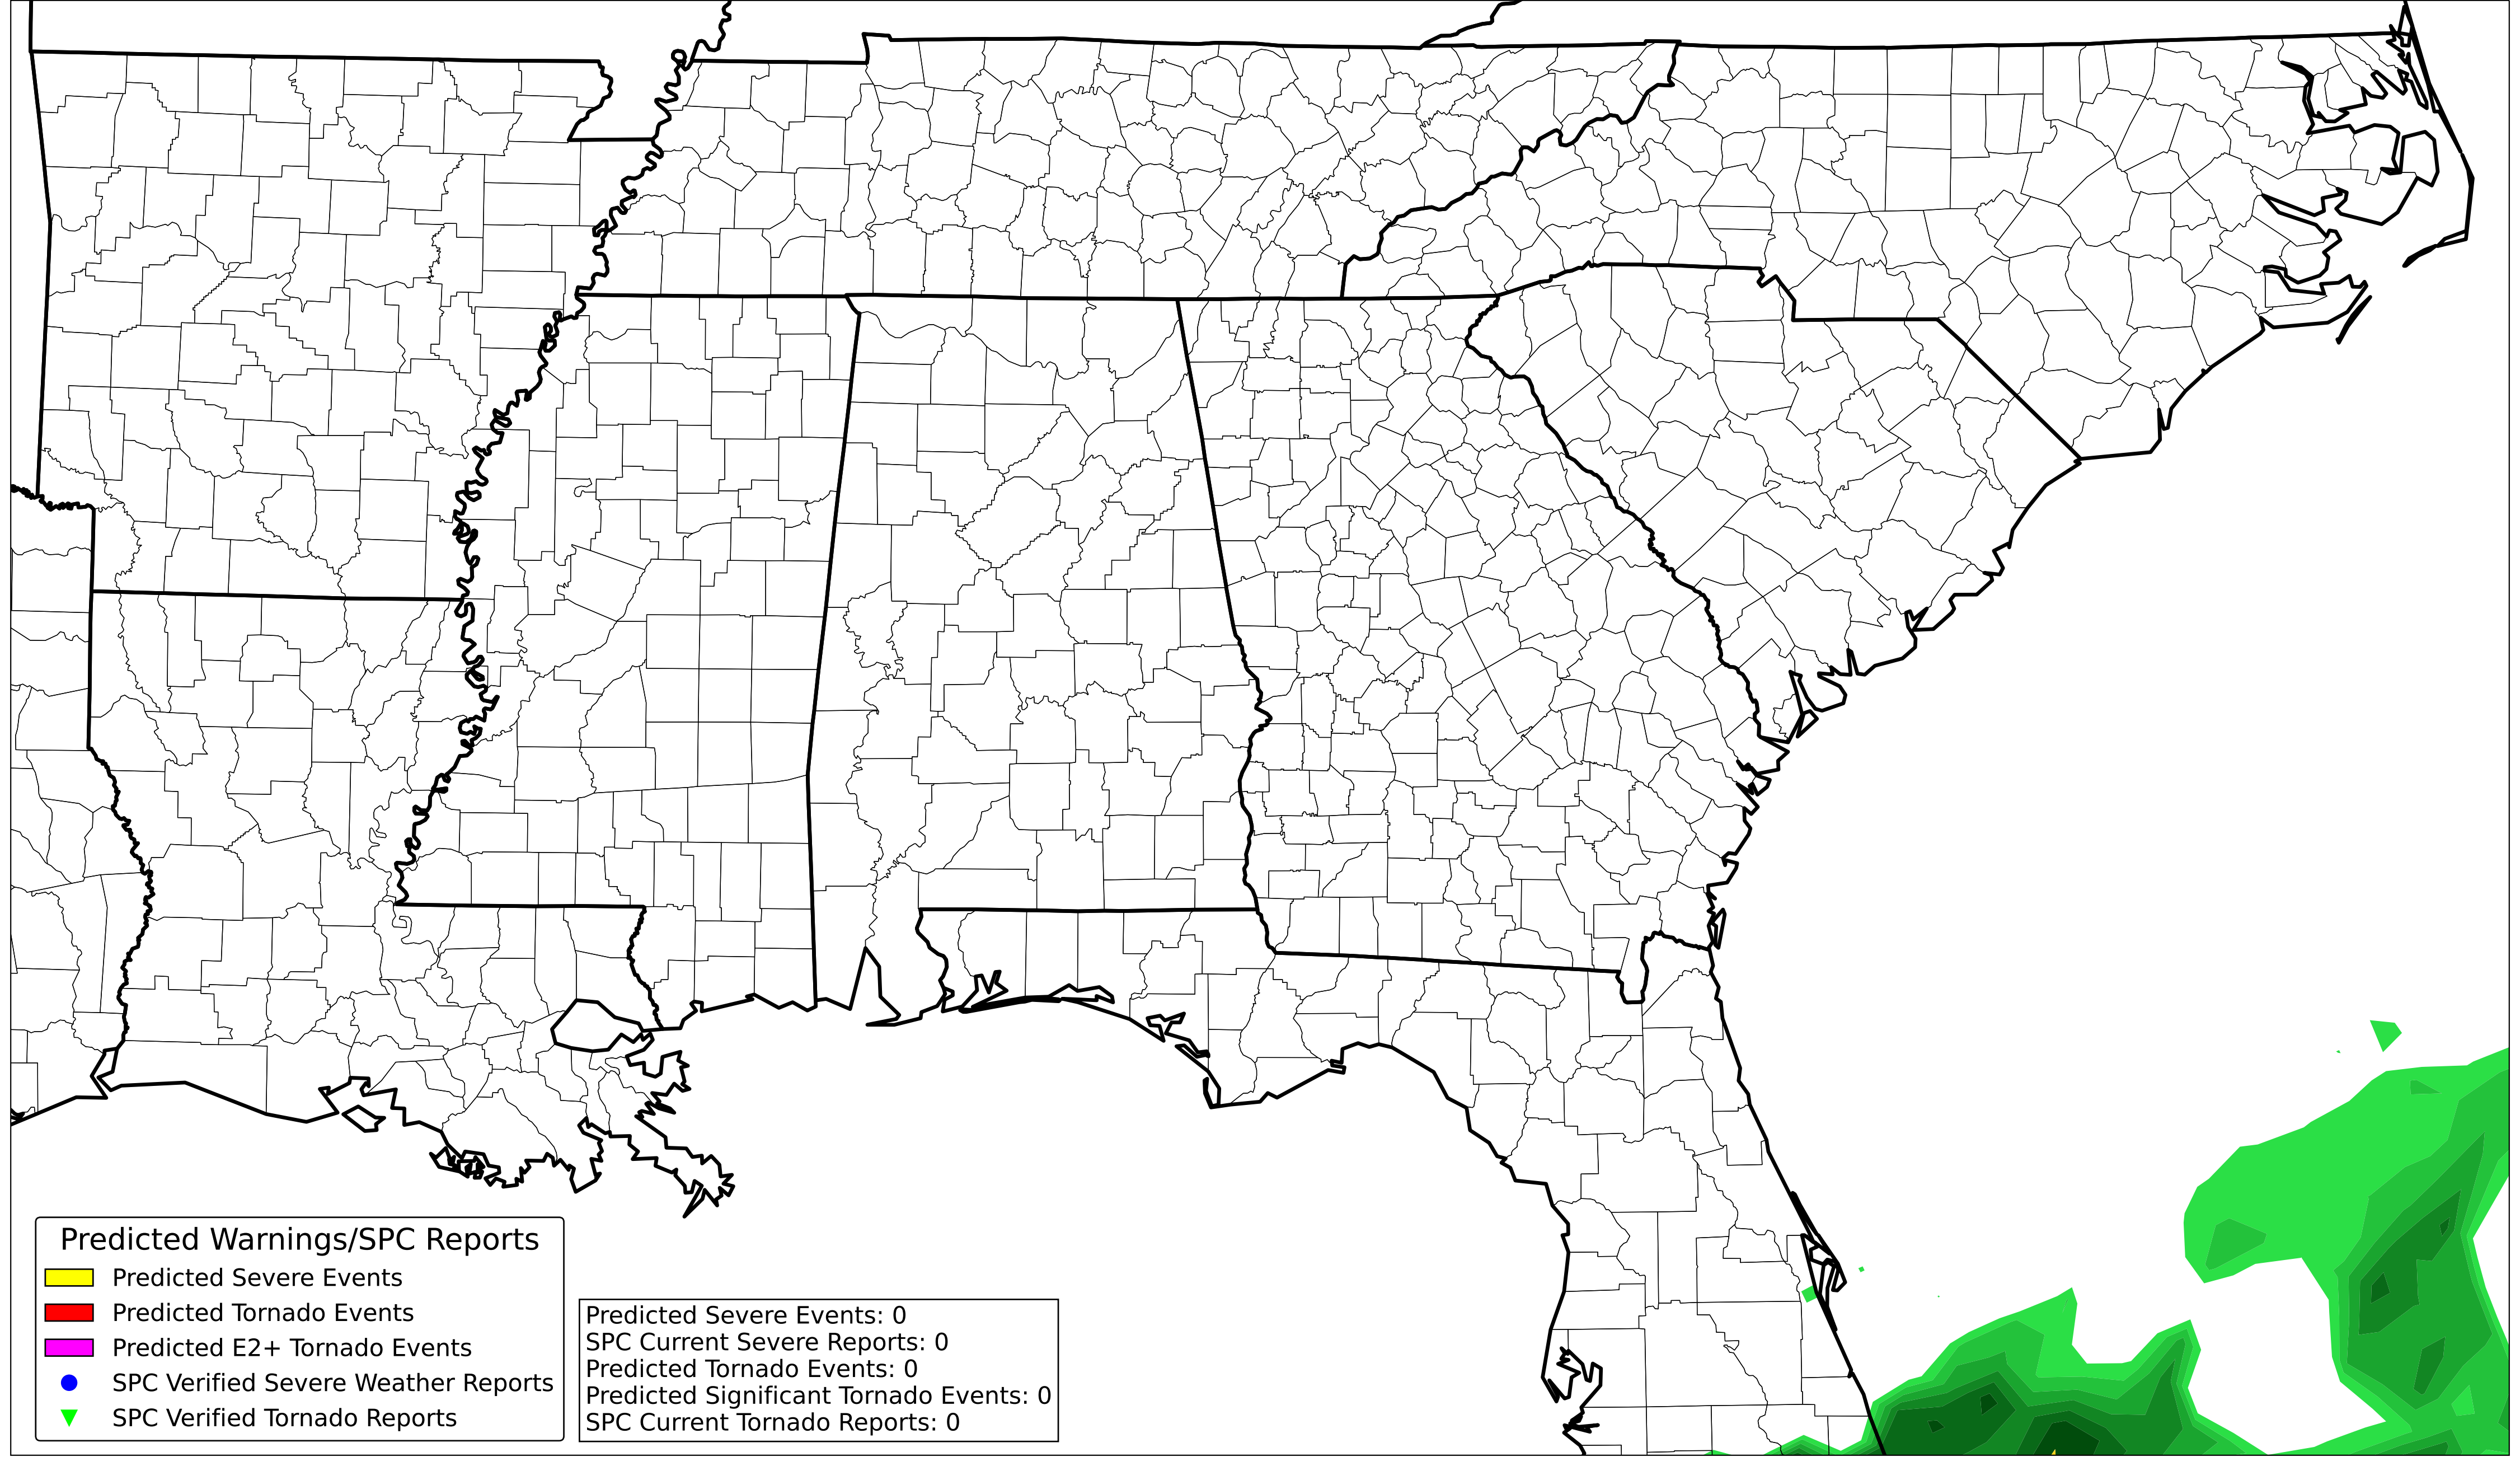 Predicted Warnings/SPC Reports
Predicted Severe Events
Predicted Tornado Events
Predicted E2+ Tornado Events
SPC Verified Severe Weather Reports
SPC Verified Tornado Reports
Predicted Severe Events: 0
SPC Current Severe Reports: 0
Predicted Tornado Events: 0
Predicted Significant Tornado Events: 0
SPC Current Tornado Reports: 0